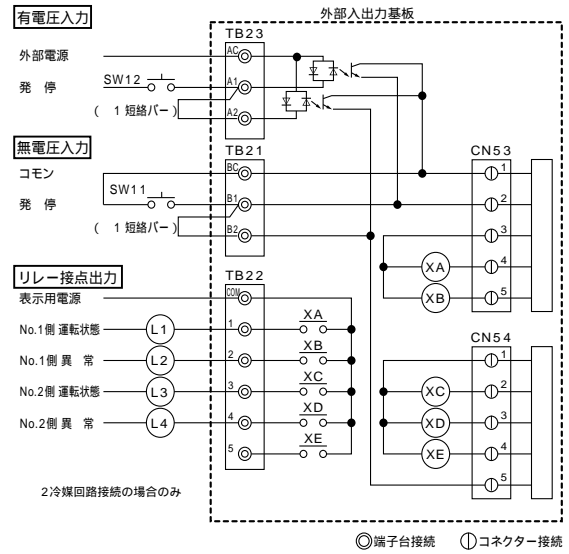 有電圧入力
外部入出力基板
TB23
外部電源
AC
発 停
SW12
A1
( 1 短絡バー)
A2
無電圧入力
TB21
CN53
コモン
BC
1
発 停
SW11
B1
2
( 1 短絡バー)
B2
3
XA
4
リレー接点出力
TB22
XB
5
表示用電源
COM
No.1側 運転状態
L1
1
XA
CN54
No.1側 異 常
L2
2
XB
1
No.2側 運転状態
L3
3
XC
XC
2
No.2側 異 常
L4
4
XD
XD
3
5
XE
XE
4
5
2冷媒回路接続の場合のみ
端子台接続 コネクター接続